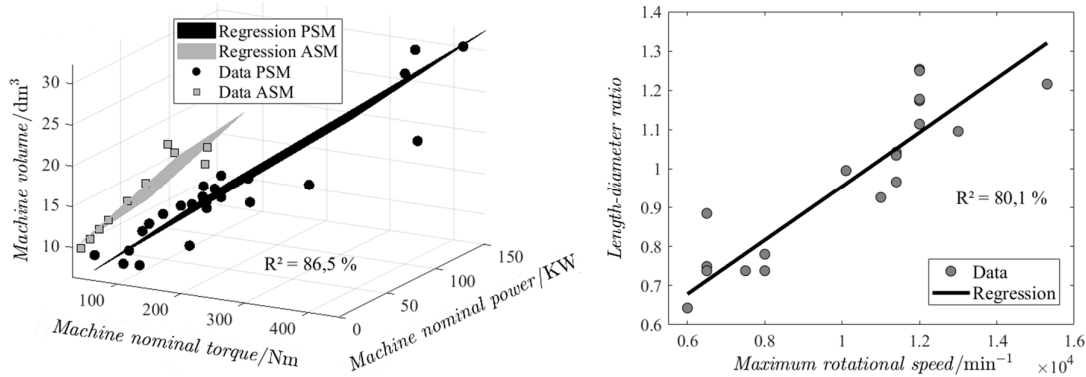 Regression PSM
Regression ASM
Data PSM
Data ASM
Machine volume/dm³
30
25
20
15
10
R² = 86,5 %
100
200
300
400
Machine nominal torque/Nm
0
50
100
150
Machine nominal power/KW
Length-diameter ratio
1.4
1.3
1.2
1.1
1
0.9
0.8
0.7
0.6
R² = 80,1 %
Data
Regression
0.6 0.8 1 1.2 1.4 1.6
Maximum rotational speed/min⁻¹ ×10⁴